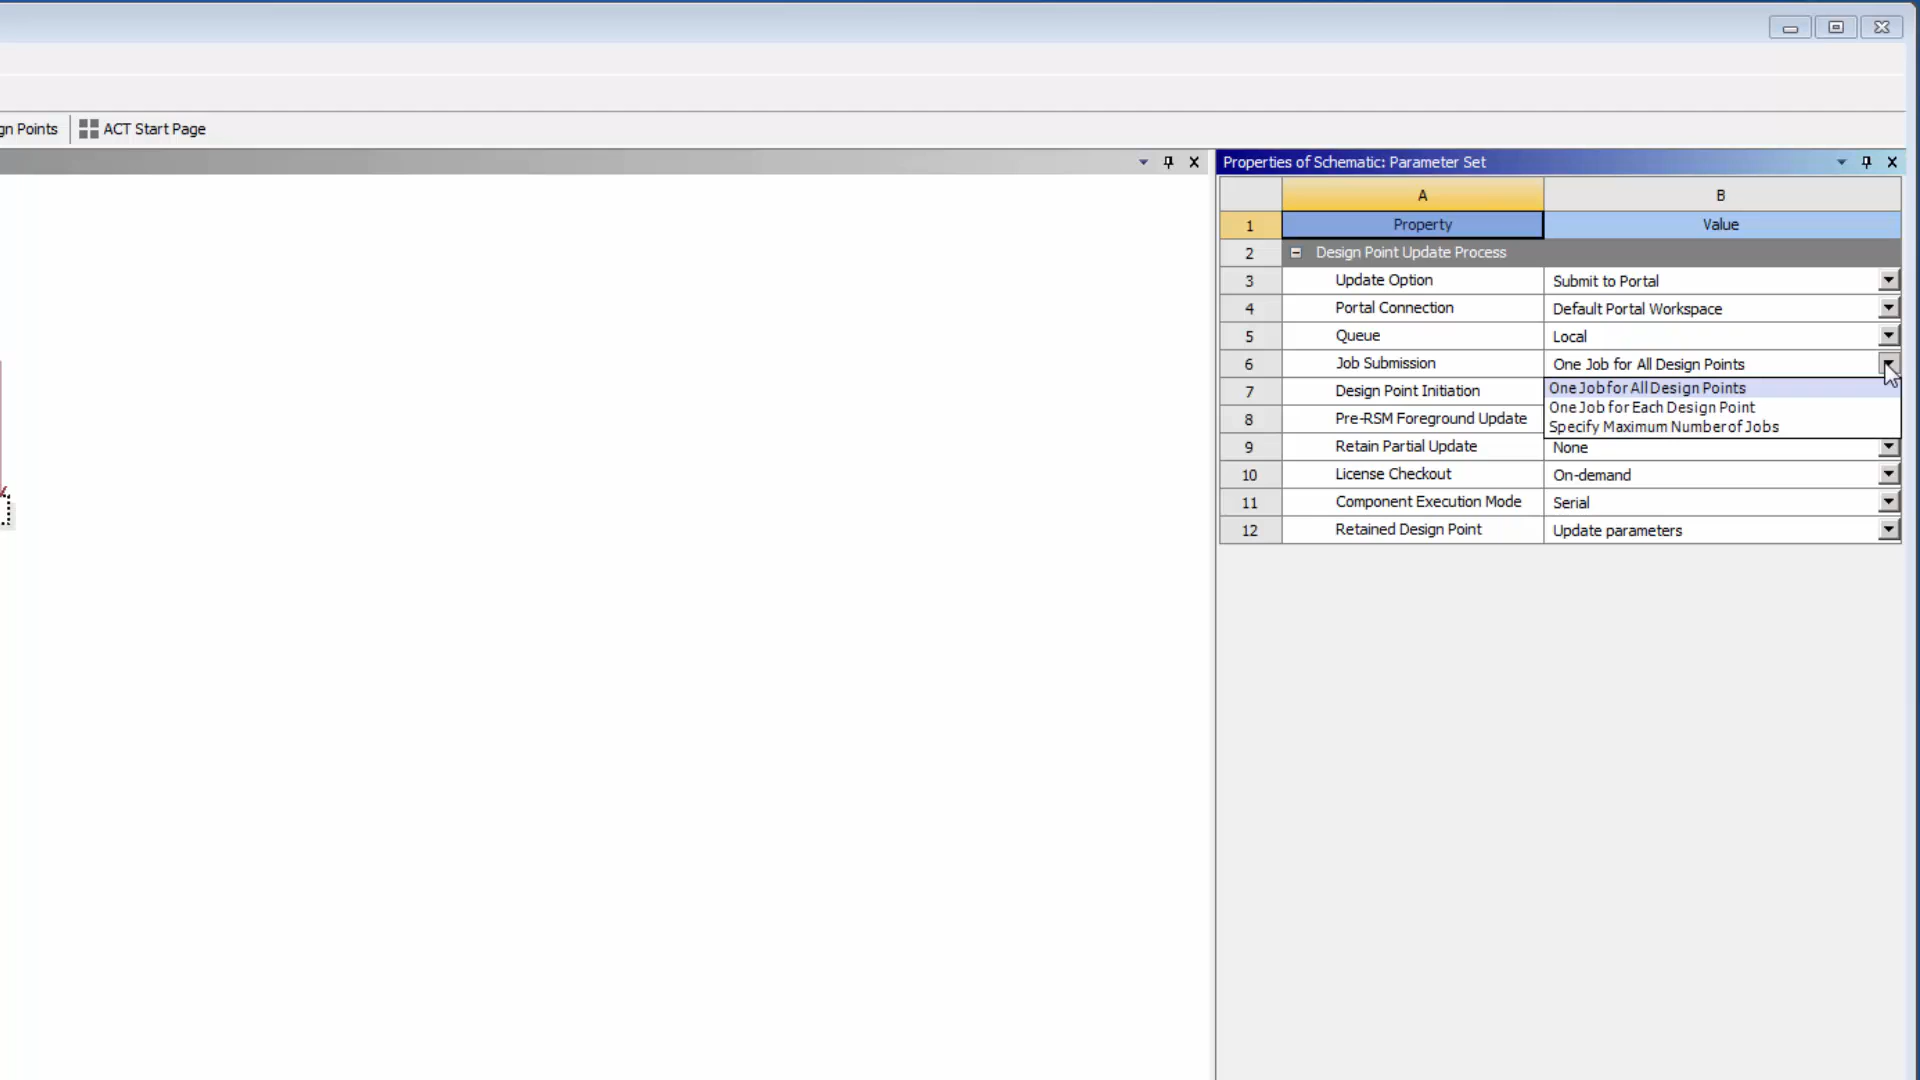 gn Points
ACT Start Page
Properties of Schematic: Parameter Set
A B
1 Property Value
2 Design Point Update Process
3 Update Option Submit to Portal
4 Portal Connection Default Portal Workspace
5 Queue Local
6 Job Submission One Job for All Design Points
7 Design Point Initiation One Job for All Design Points
One Job for Each Design Point
8 Pre-RSM Foreground Update Specify Maximum Number of Jobs
9 Retain Partial Update None
10 License Checkout On-demand
11 Component Execution Mode Serial
12 Retained Design Point Update parameters